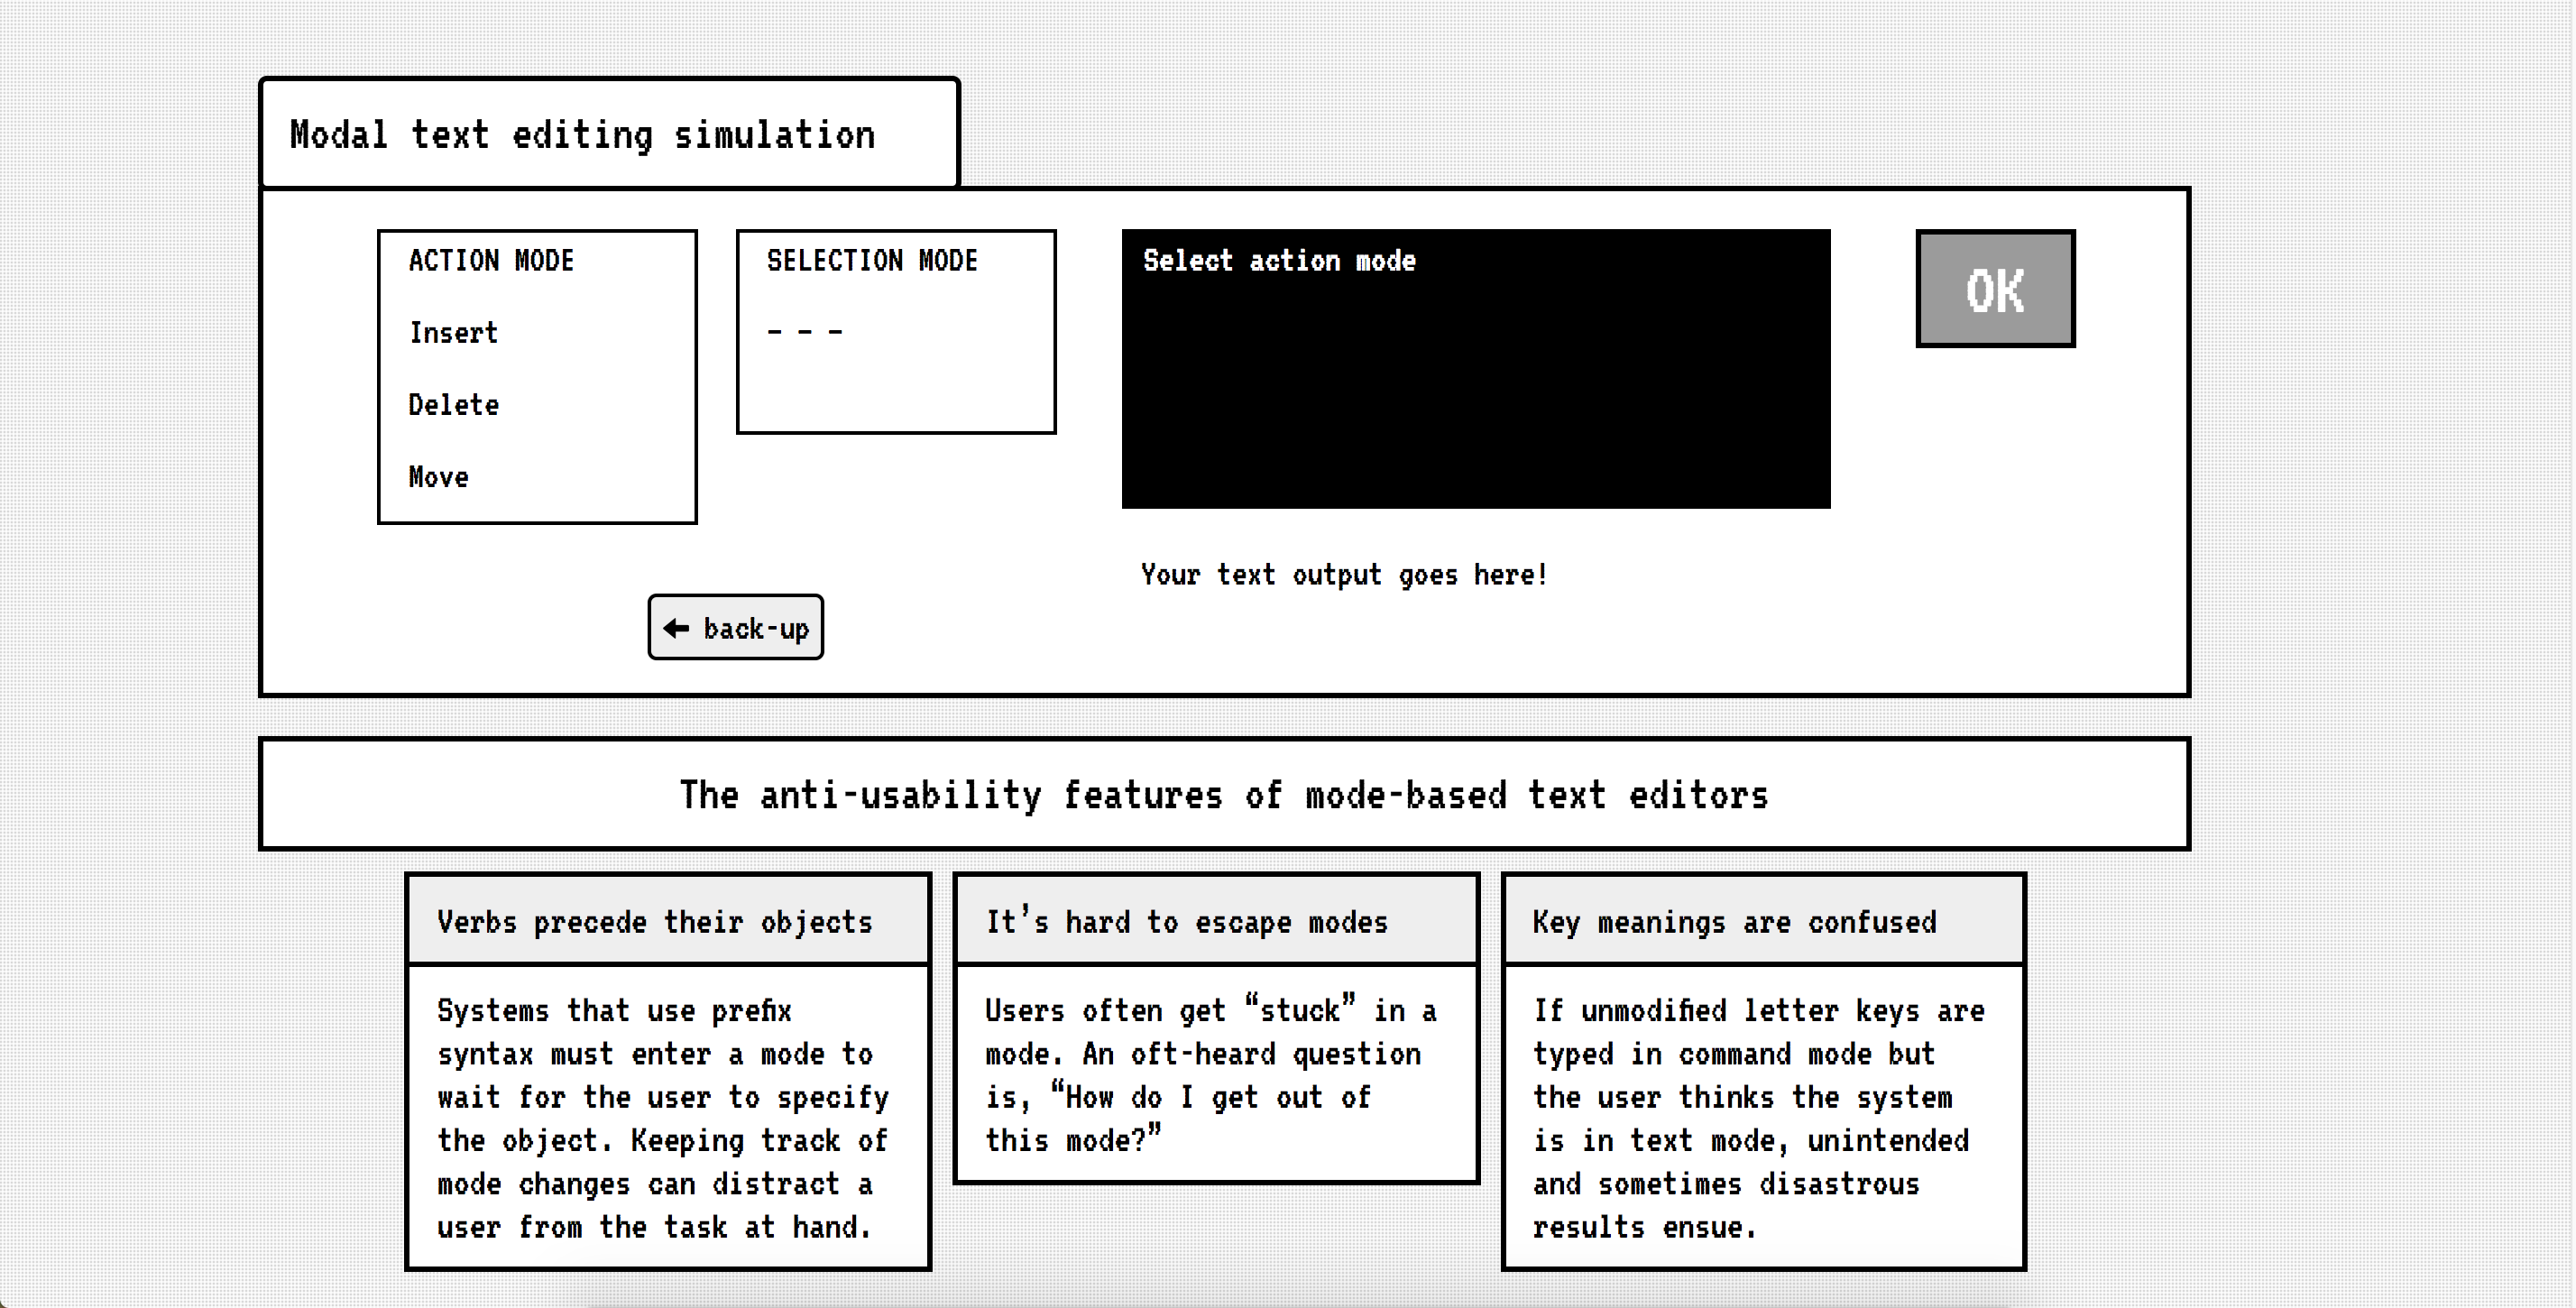 Modal text editing simulation
ACTION MODE
Insert
Delete
Move
SELECTION MODE
– – –
Select action mode
OK
Your text output goes here!
← back-up
The anti-usability features of mode-based text editors
Verbs precede their objects
Systems that use prefix
syntax must enter a mode to
wait for the user to specify
the object. Keeping track of
mode changes can distract a
user from the task at hand.
It’s hard to escape modes
Users often get “stuck” in a
mode. An oft-heard question
is, “How do I get out of
this mode?”
Key meanings are confused
If unmodified letter keys are
typed in command mode but
the user thinks the system
is in text mode, unintended
and sometimes disastrous
results ensue.